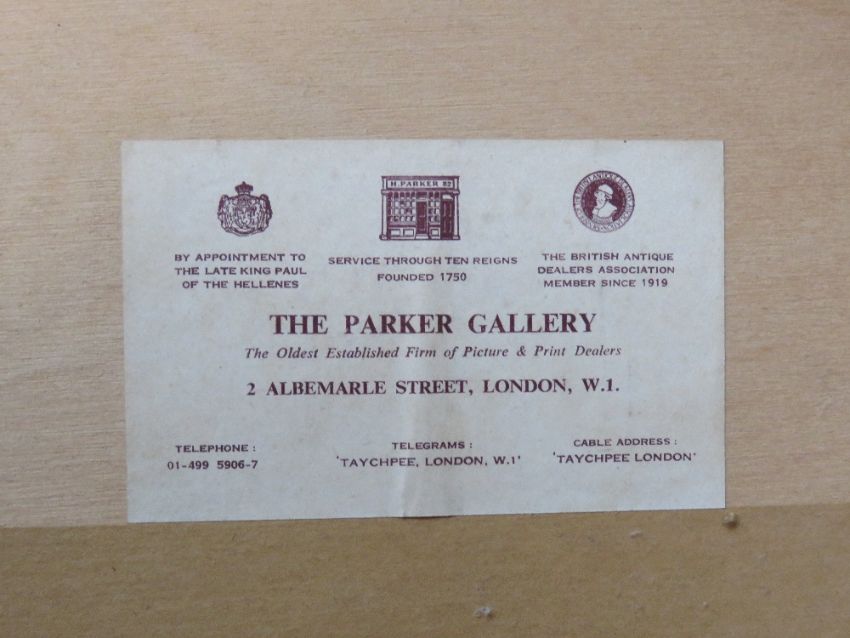 H. PARKER
BY APPOINTMENT TO
THE LATE KING PAUL
OF THE HELLENES
SERVICE THROUGH TEN REIGNS
FOUNDED 1750
THE BRITISH ANTIQUE
DEALERS ASSOCIATION
MEMBER SINCE 1919
THE PARKER GALLERY
The Oldest Established Firm of Picture & Print Dealers
2 ALBEMARLE STREET, LONDON, W.1.
TELEPHONE :
01-499 5906-7
TELEGRAMS :
'TAYCHPEE, LONDON, W.1'
CABLE ADDRESS :
'TAYCHPEE LONDON'